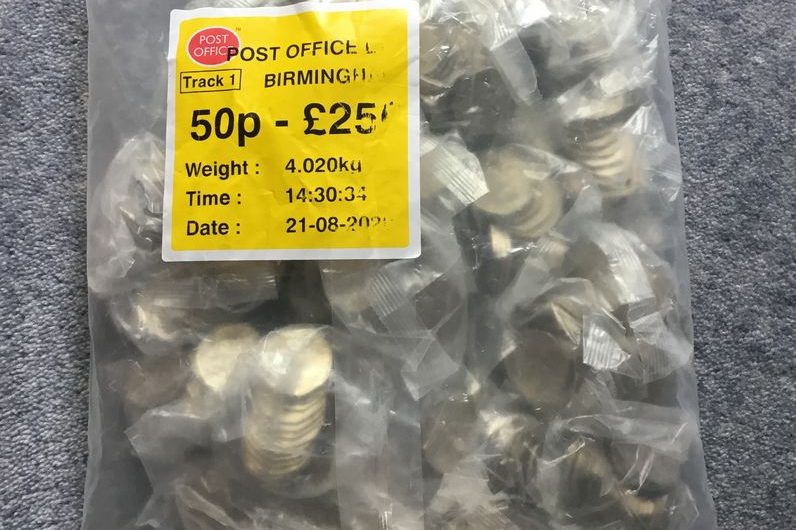 POST
OFFICE
POST OFFICE L
Track 1
BIRMINGH
50p - £25
Weight : 4.020kg
Time : 14:30:34
Date : 21-08-202